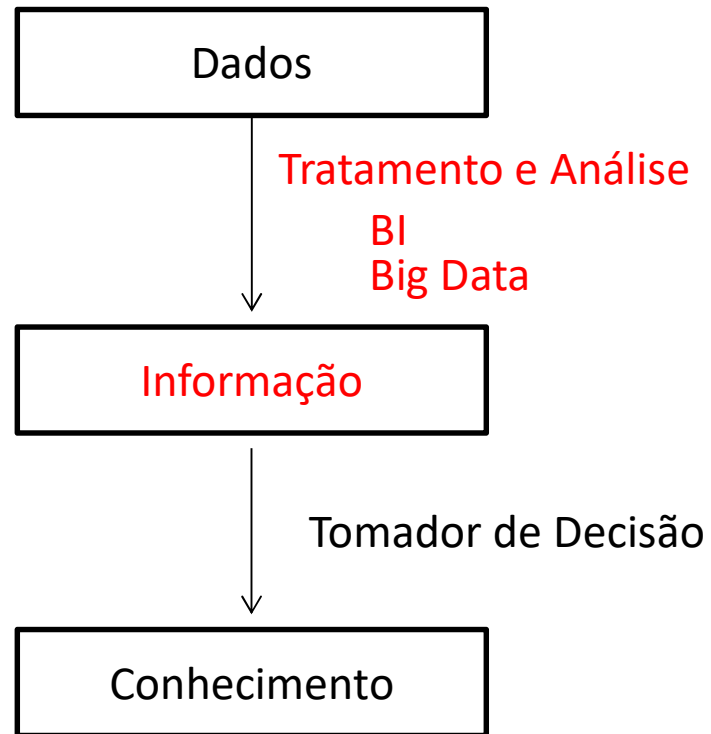 Dados
Tratamento e Análise
BI
Big Data
Informação
Tomador de Decisão
Conhecimento